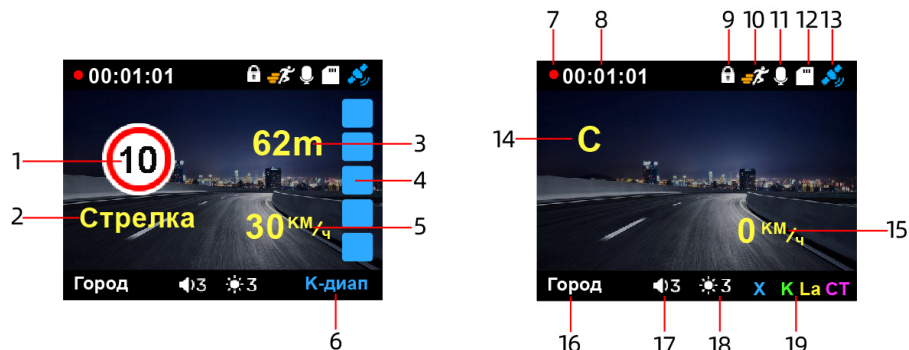 7 8 9 10 11 12 13
00:01:01
00:01:01
1 10 62m 3
4
2 Стрелка 30 КМ/ч 5
Город 3 3 К-диап
6
14 C
0 КМ/ч 15
Город 3 3 X K La CT
16 17 18 19